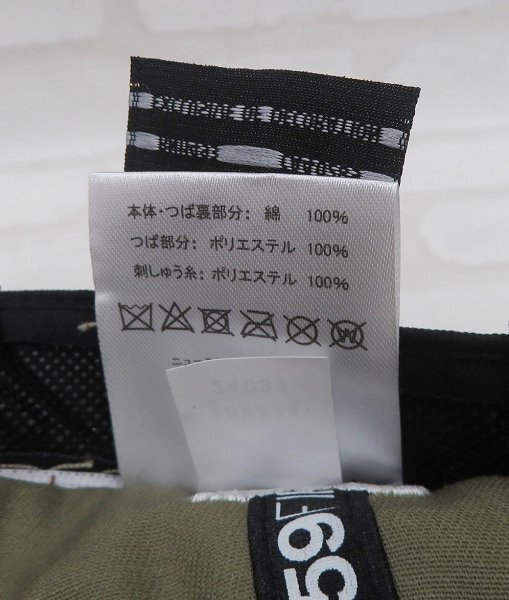 本体・つば裏部分: 綿 100%
つば部分: ポリエステル 100%
刺しゅう糸: ポリエステル 100%
59FI